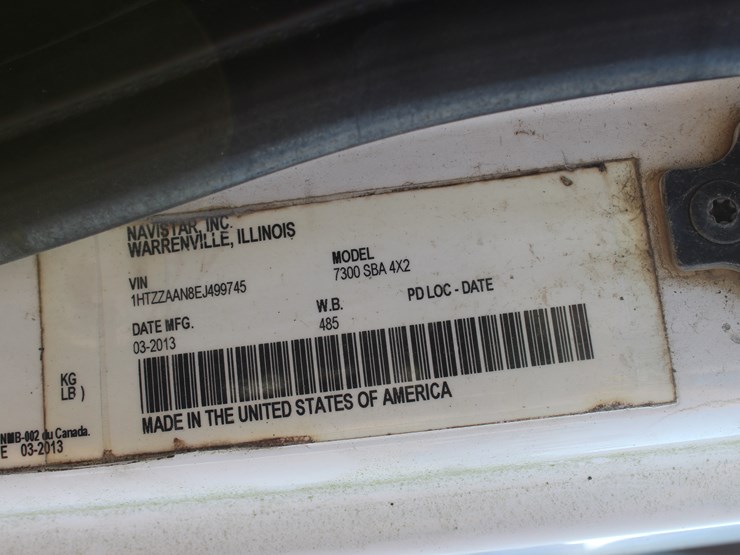 NAVISTAR, INC.
WARRENVILLE, ILLINOIS
VIN
1HTZZAAN8EJ499745
MODEL
7300 SBA 4X2
DATE MFG.
03-2013
W.B.
485
PD LOC - DATE
MADE IN THE UNITED STATES OF AMERICA
KG
LB )
NMB-002 du Canada.
E 03-2013